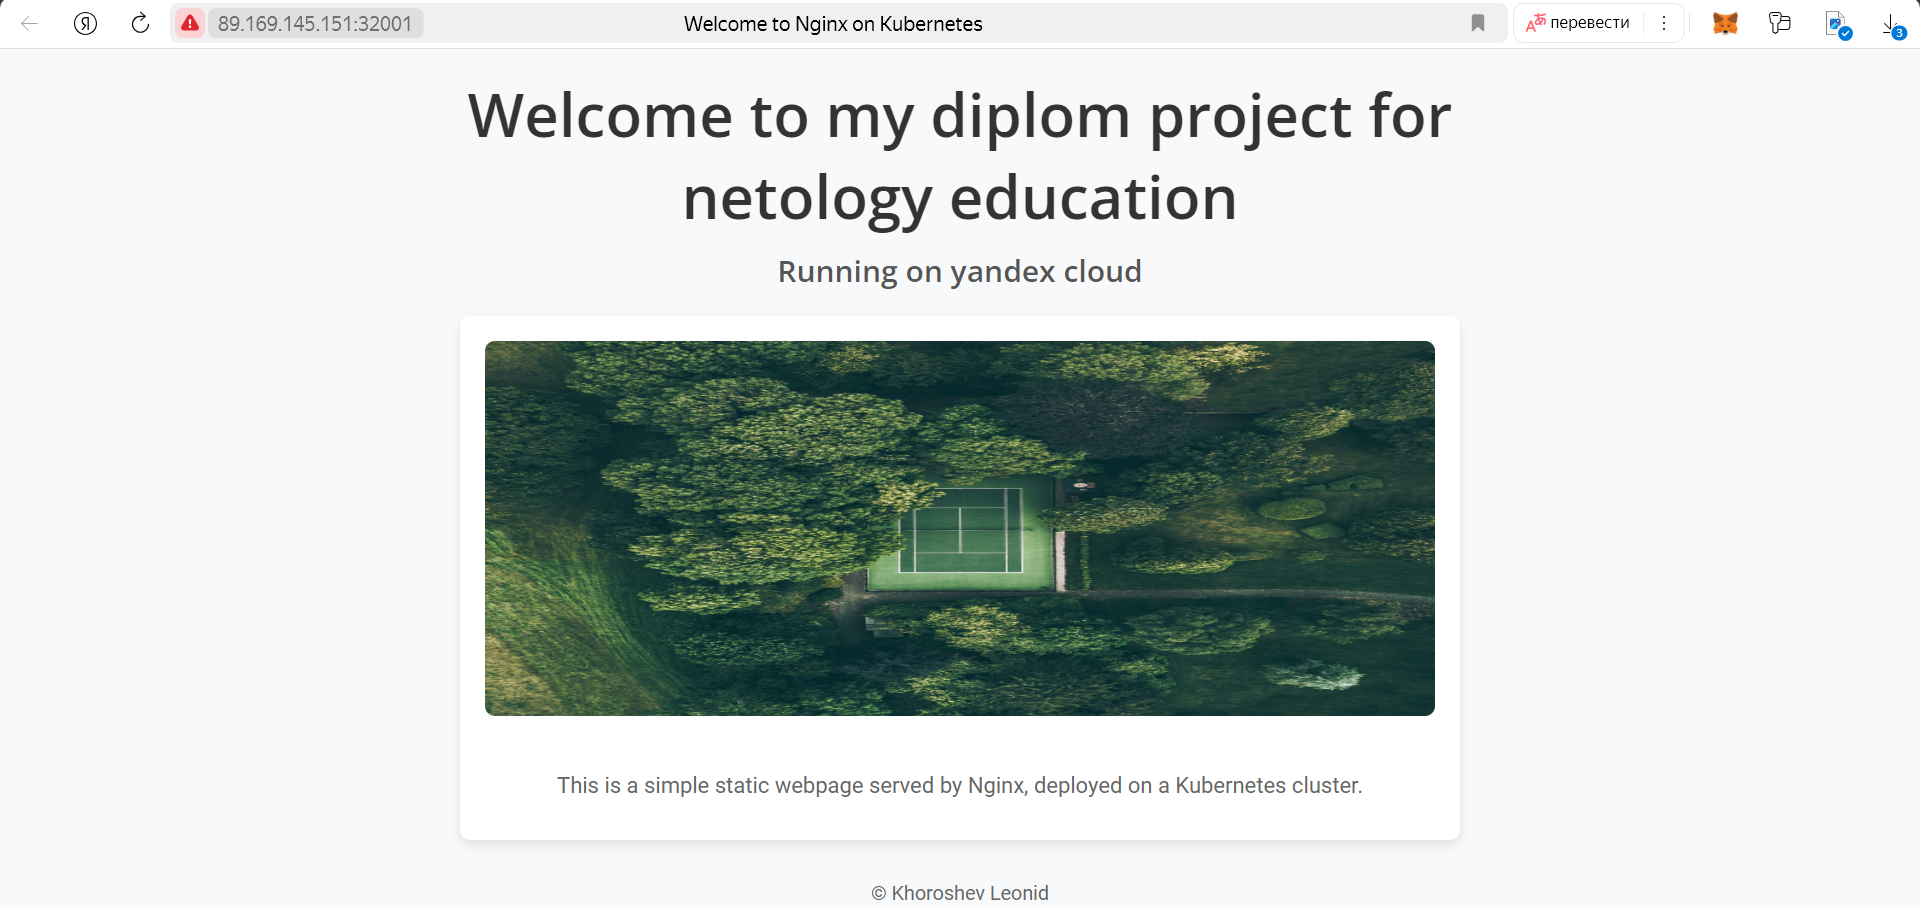 Я
89.169.145.151:32001
Welcome to Nginx on Kubernetes
Aあ перевести
3
Welcome to my diplom project for
netology education
Running on yandex cloud
This is a simple static webpage served by Nginx, deployed on a Kubernetes cluster.
© Khoroshev Leonid